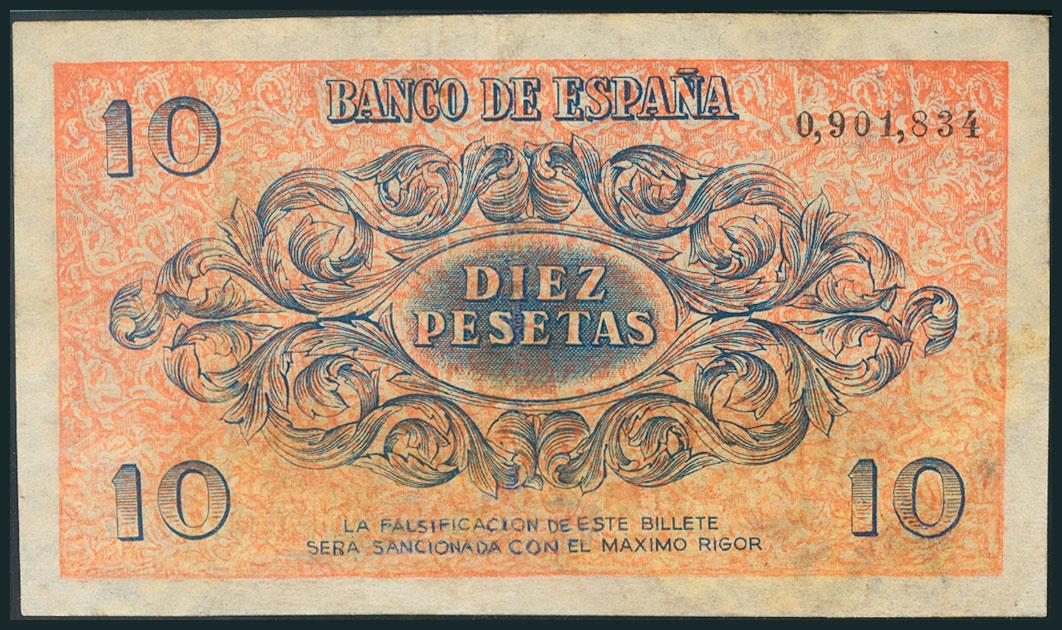 BANCO DE ESPAÑA
10
0,901,834
DIEZ
PESETAS
10
10
LA FALSIFICACION DE ESTE BILLETE
SERA SANCIONADA CON EL MAXIMO RIGOR